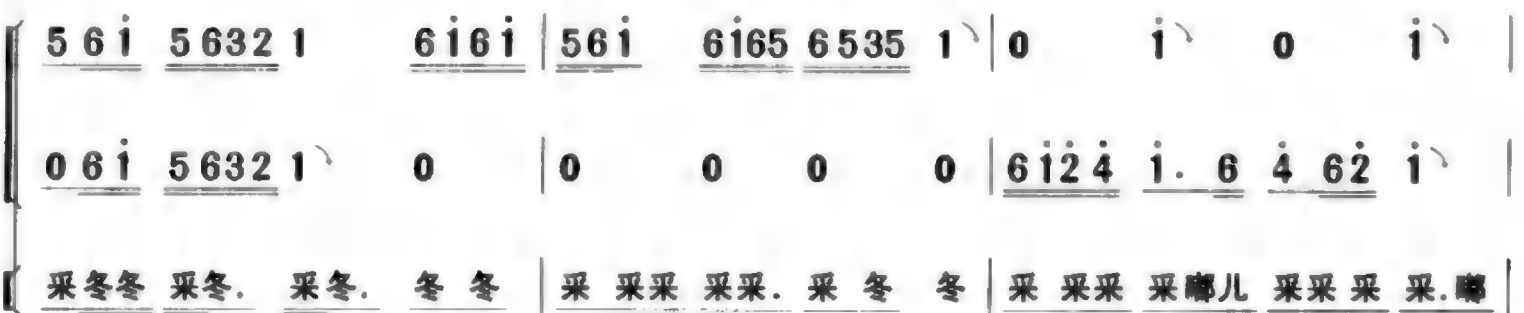 5 6 i̇ 5 6 3 2 1 6 i̇ 6 i̇ | 5 6 i̇ 6 i̇ 6 5 6 5 3 5 1 | 0 i̇ 0 i̇ |
0 6 i̇ 5 6 3 2 1 0 | 0 0 0 0 | 6 i̇ 2̇ 4̇ i̇. 6 4̇ 6 2̇ i̇ |
采冬冬 采冬. 采冬. 冬 冬 | 采 采采 采采. 采 冬 冬 | 采 采采 采嘟儿 采采 采 采.嘟 |